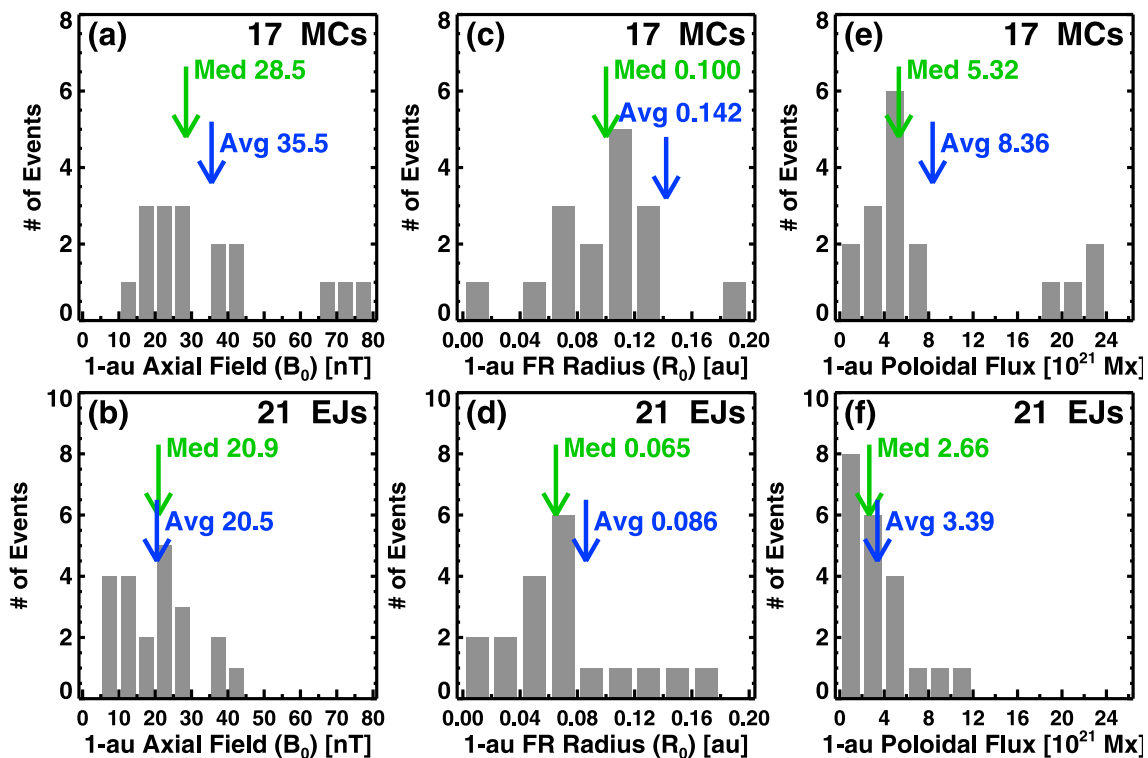 (a) 17 MCs
Med 28.5
Avg 35.5
# of Events
8
6
4
2
0
0 10 20 30 40 50 60 70 80
1-au Axial Field (B0) [nT]
(c) 17 MCs
Med 0.100
Avg 0.142
# of Events
8
6
4
2
0
0.00 0.04 0.08 0.12 0.16 0.20
1-au FR Radius (R0) [au]
(e) 17 MCs
Med 5.32
Avg 8.36
# of Events
8
6
4
2
0
0 4 8 12 16 20 24
1-au Poloidal Flux [10^21 Mx]
(b) 21 EJs
Med 20.9
Avg 20.5
# of Events
10
8
6
4
2
0
0 10 20 30 40 50 60 70 80
1-au Axial Field (B0) [nT]
(d) 21 EJs
Med 0.065
Avg 0.086
# of Events
10
8
6
4
2
0
0.00 0.04 0.08 0.12 0.16 0.20
1-au FR Radius (R0) [au]
(f) 21 EJs
Med 2.66
Avg 3.39
# of Events
10
8
6
4
2
0
0 4 8 12 16 20 24
1-au Poloidal Flux [10^21 Mx]